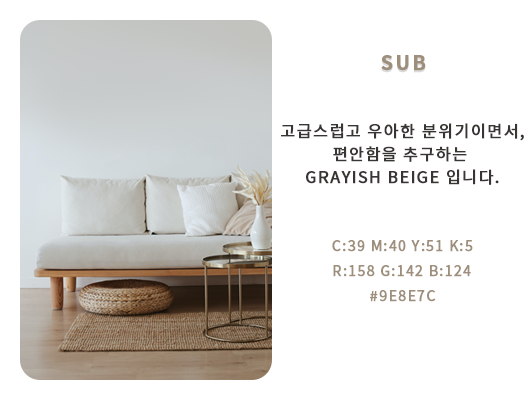 SUB
고급스럽고 우아한 분위기이면서,
편안함을 추구하는
GRAYISH BEIGE 입니다.
C:39 M:40 Y:51 K:5
R:158 G:142 B:124
#9E8E7C